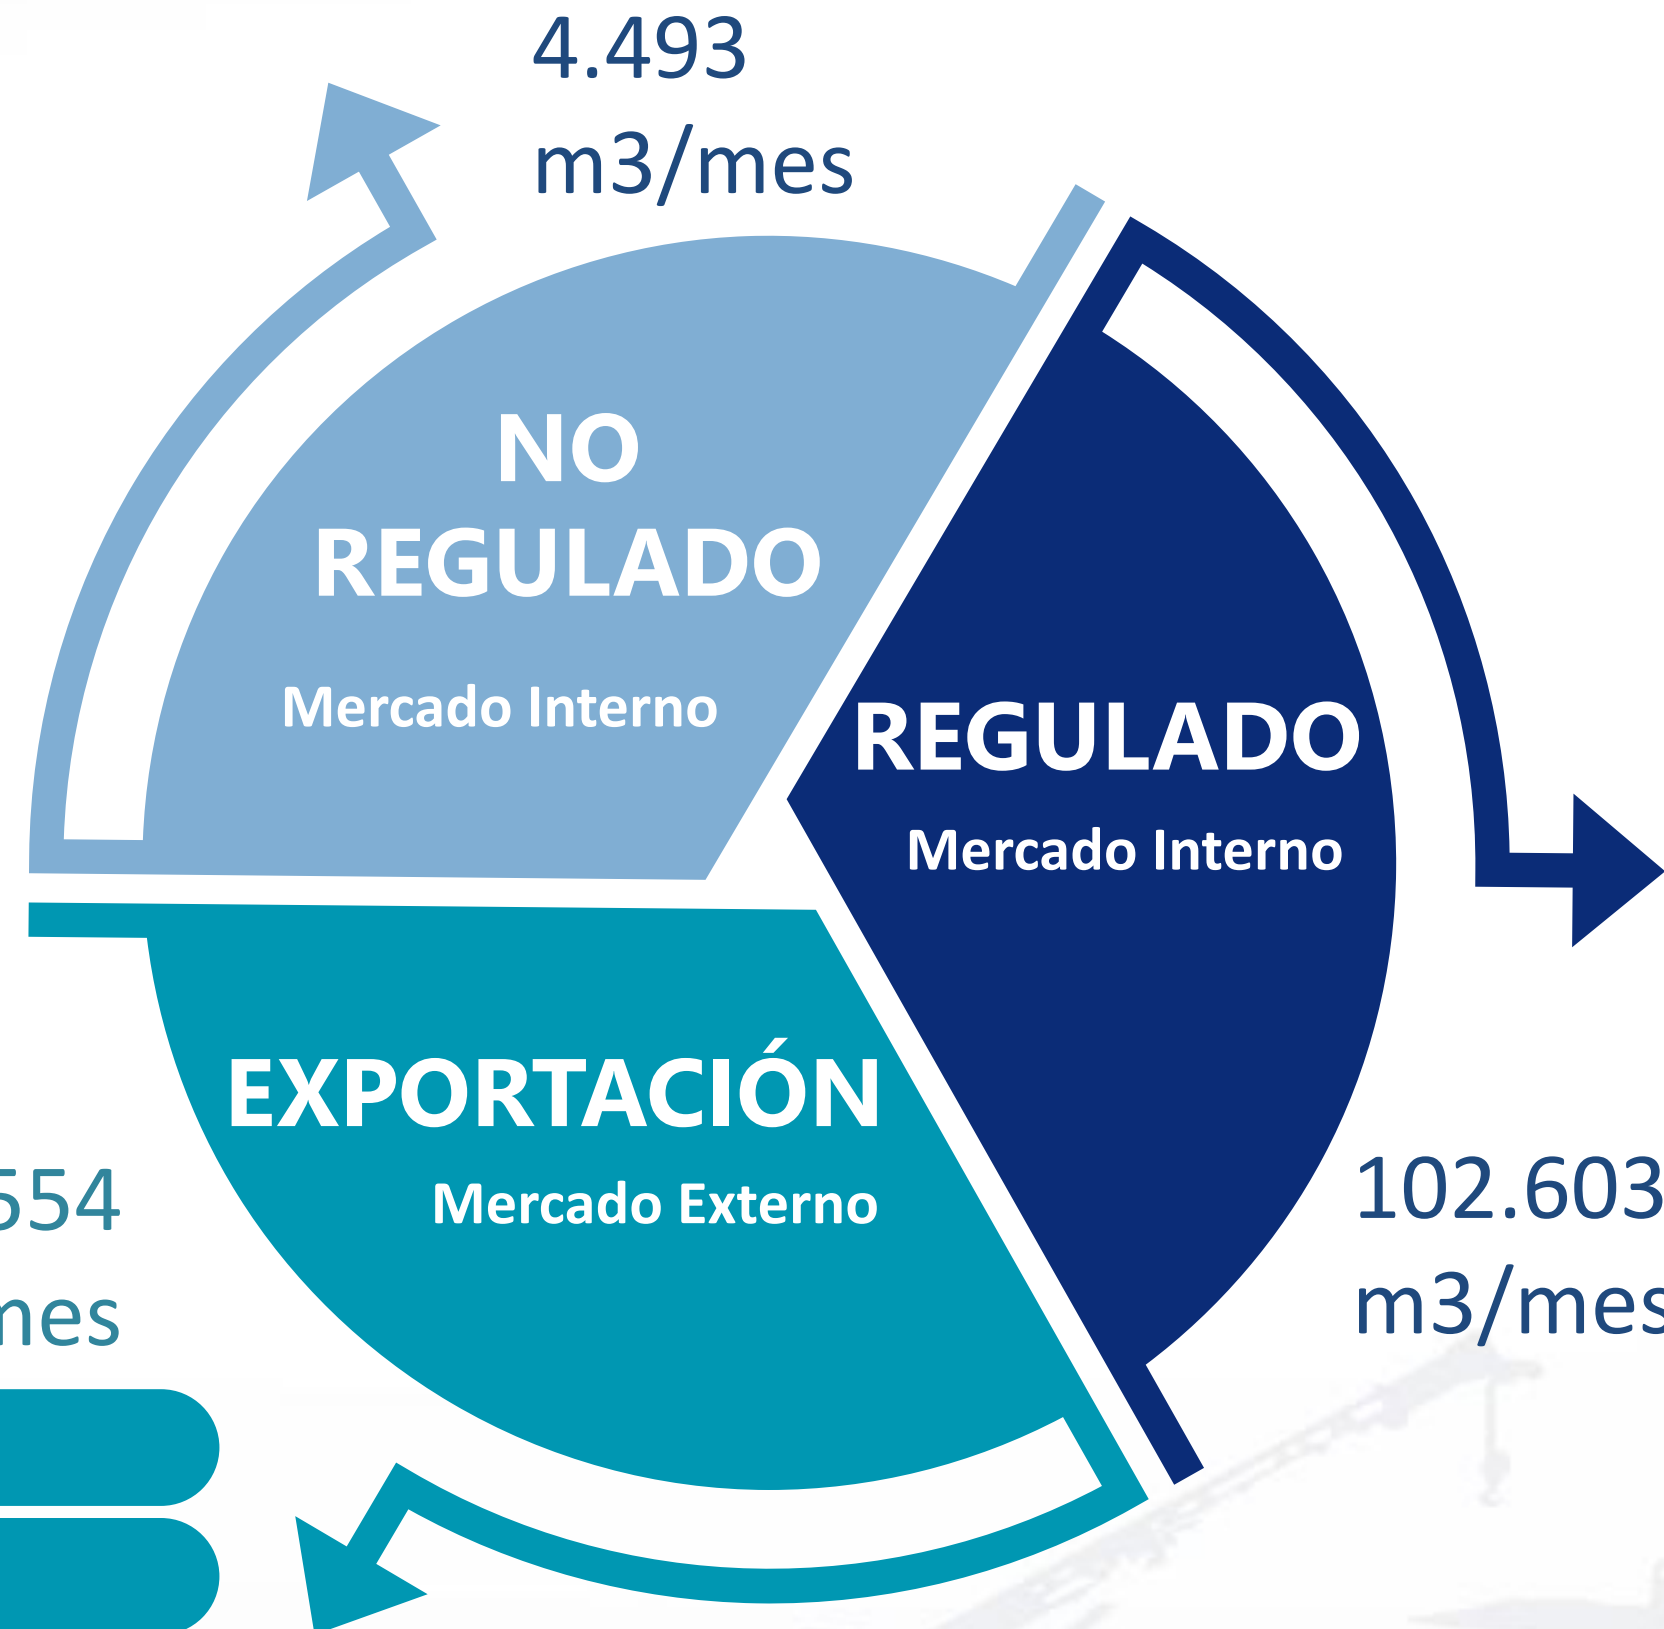 4.493
m3/mes
NO
REGULADO
Mercado Interno
REGULADO
Mercado Interno
EXPORTACIÓN
Mercado Externo
554
mes
102.603
m3/mes